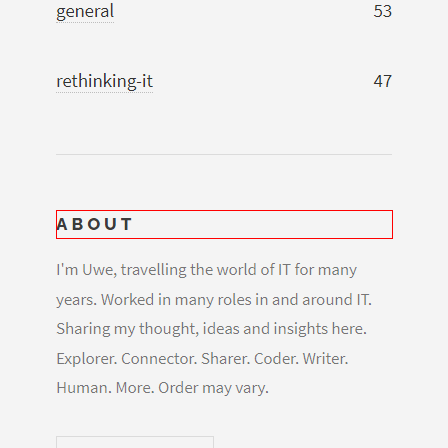 general 53
rethinking-it 47
ABOUT
I'm Uwe, travelling the world of IT for many
years. Worked in many roles in and around IT.
Sharing my thought, ideas and insights here.
Explorer. Connector. Sharer. Coder. Writer.
Human. More. Order may vary.